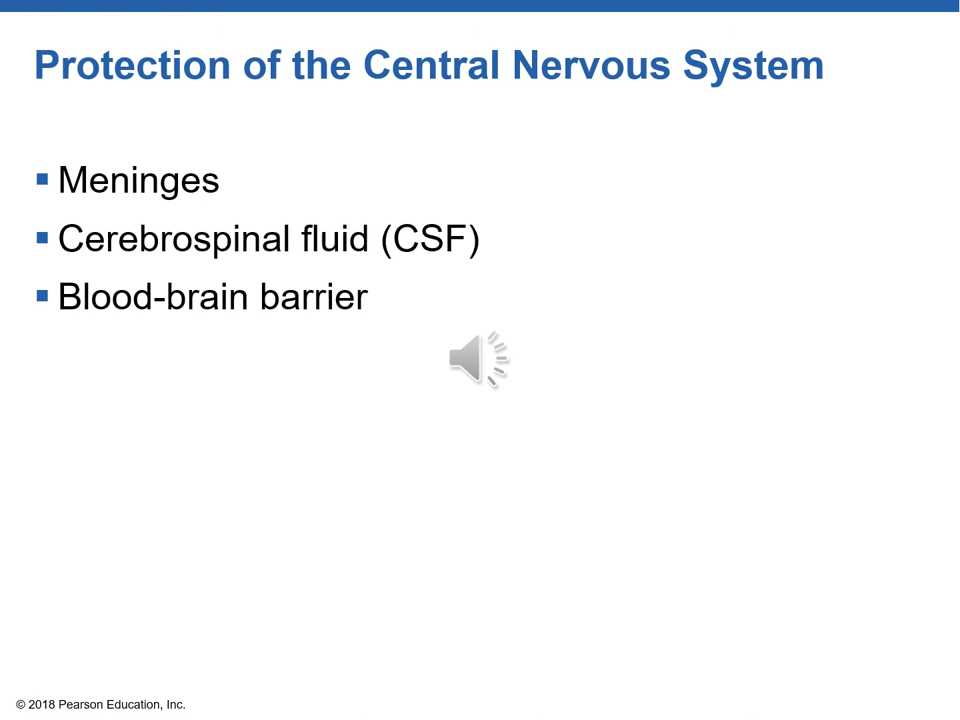 Protection of the Central Nervous System
▪ Meninges
▪ Cerebrospinal fluid (CSF)
▪ Blood-brain barrier
© 2018 Pearson Education, Inc.